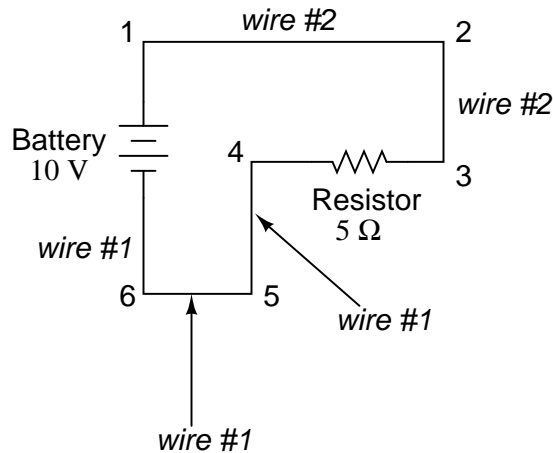 wire #2
1
2
wire #2
Battery
10 V
4
3
Resistor
5 Ω
wire #1
6
5
wire #1
wire #1